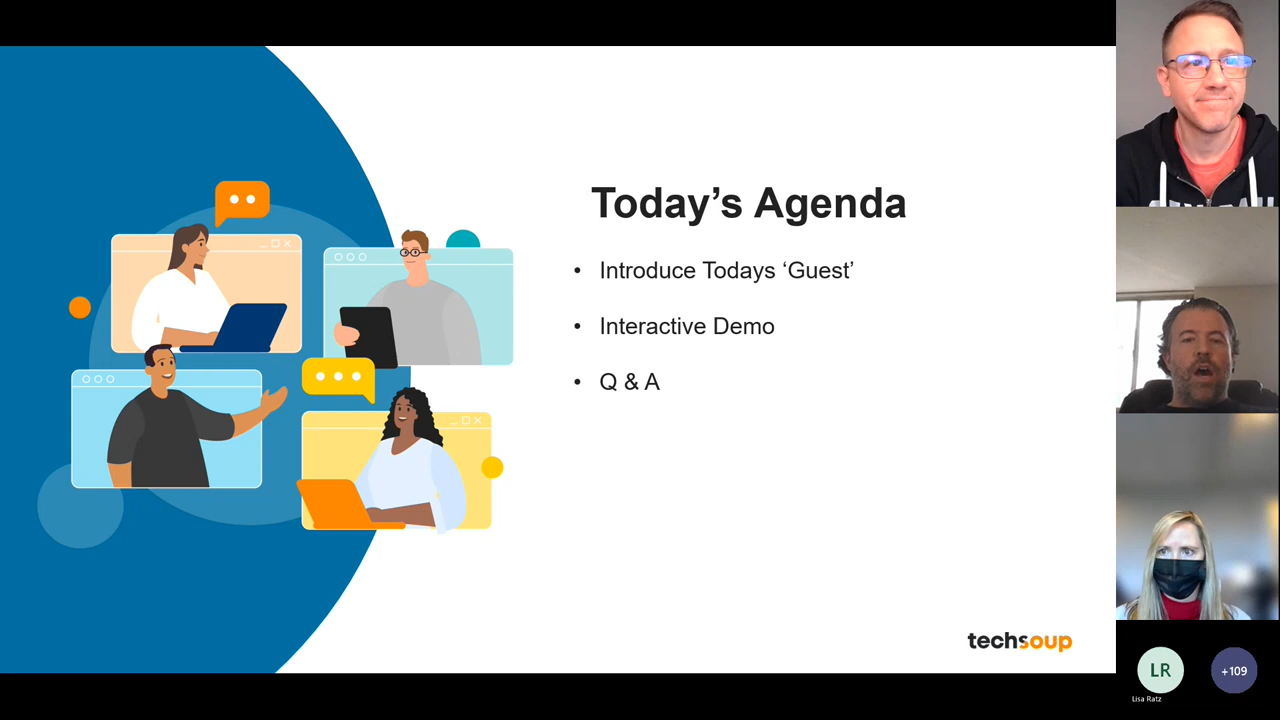 Today’s Agenda
• Introduce Todays ‘Guest’
• Interactive Demo
• Q & A
techsoup
LR
+109
Lisa Ratz